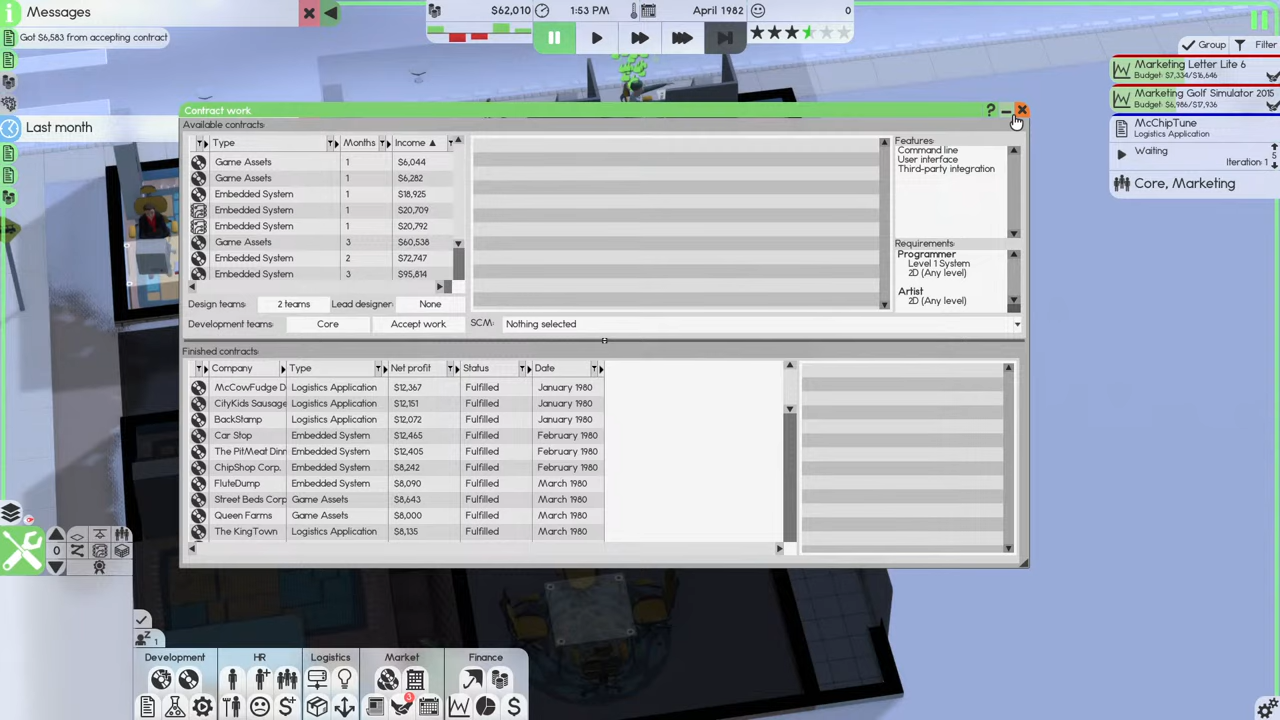 Messages
Got $6,583 from accepting contract
Last month
$62,010
1:53 PM
April 1982
0
Group
Filter
Marketing Letter Lite 6
Budget: $7,334/$16,646
Marketing Golf Simulator 2015
Budget: $6,986/$17,936
McChipTune
Logistics Application
Waiting
Iteration 1
5
Core, Marketing
Contract work
?
Available contracts:
Type Months Income
Game Assets 1 $6,044
Game Assets 1 $6,282
Embedded System 1 $18,925
Embedded System 1 $20,709
Embedded System 1 $20,792
Game Assets 3 $60,538
Embedded System 2 $72,747
Embedded System 3 $95,814
Features:
Command line
User interface
Third-party integration
Requirements:
Programmer
Level 1 System
2D (Any level)
Artist
2D (Any level)
Design teams: 2 teams Lead designer: None
Development teams: Core Accept work SCM: Nothing selected
Finished contracts:
Company Type Net profit Status Date
McCowFudge D Logistics Application $12,367 Fulfilled January 1980
CityKids Sausage Logistics Application $12,151 Fulfilled January 1980
BackStamp Logistics Application $12,072 Fulfilled January 1980
Car Stop Embedded System $12,465 Fulfilled February 1980
The PitMeat Dinn Embedded System $12,405 Fulfilled February 1980
ChipShop Corp. Embedded System $8,242 Fulfilled February 1980
FluteDump Embedded System $8,090 Fulfilled March 1980
Street Beds Corp Game Assets $8,643 Fulfilled March 1980
Queen Farms Game Assets $8,000 Fulfilled March 1980
The KingTown Logistics Application $8,135 Fulfilled March 1980
0
Z 1
Development HR Logistics Market Finance
3